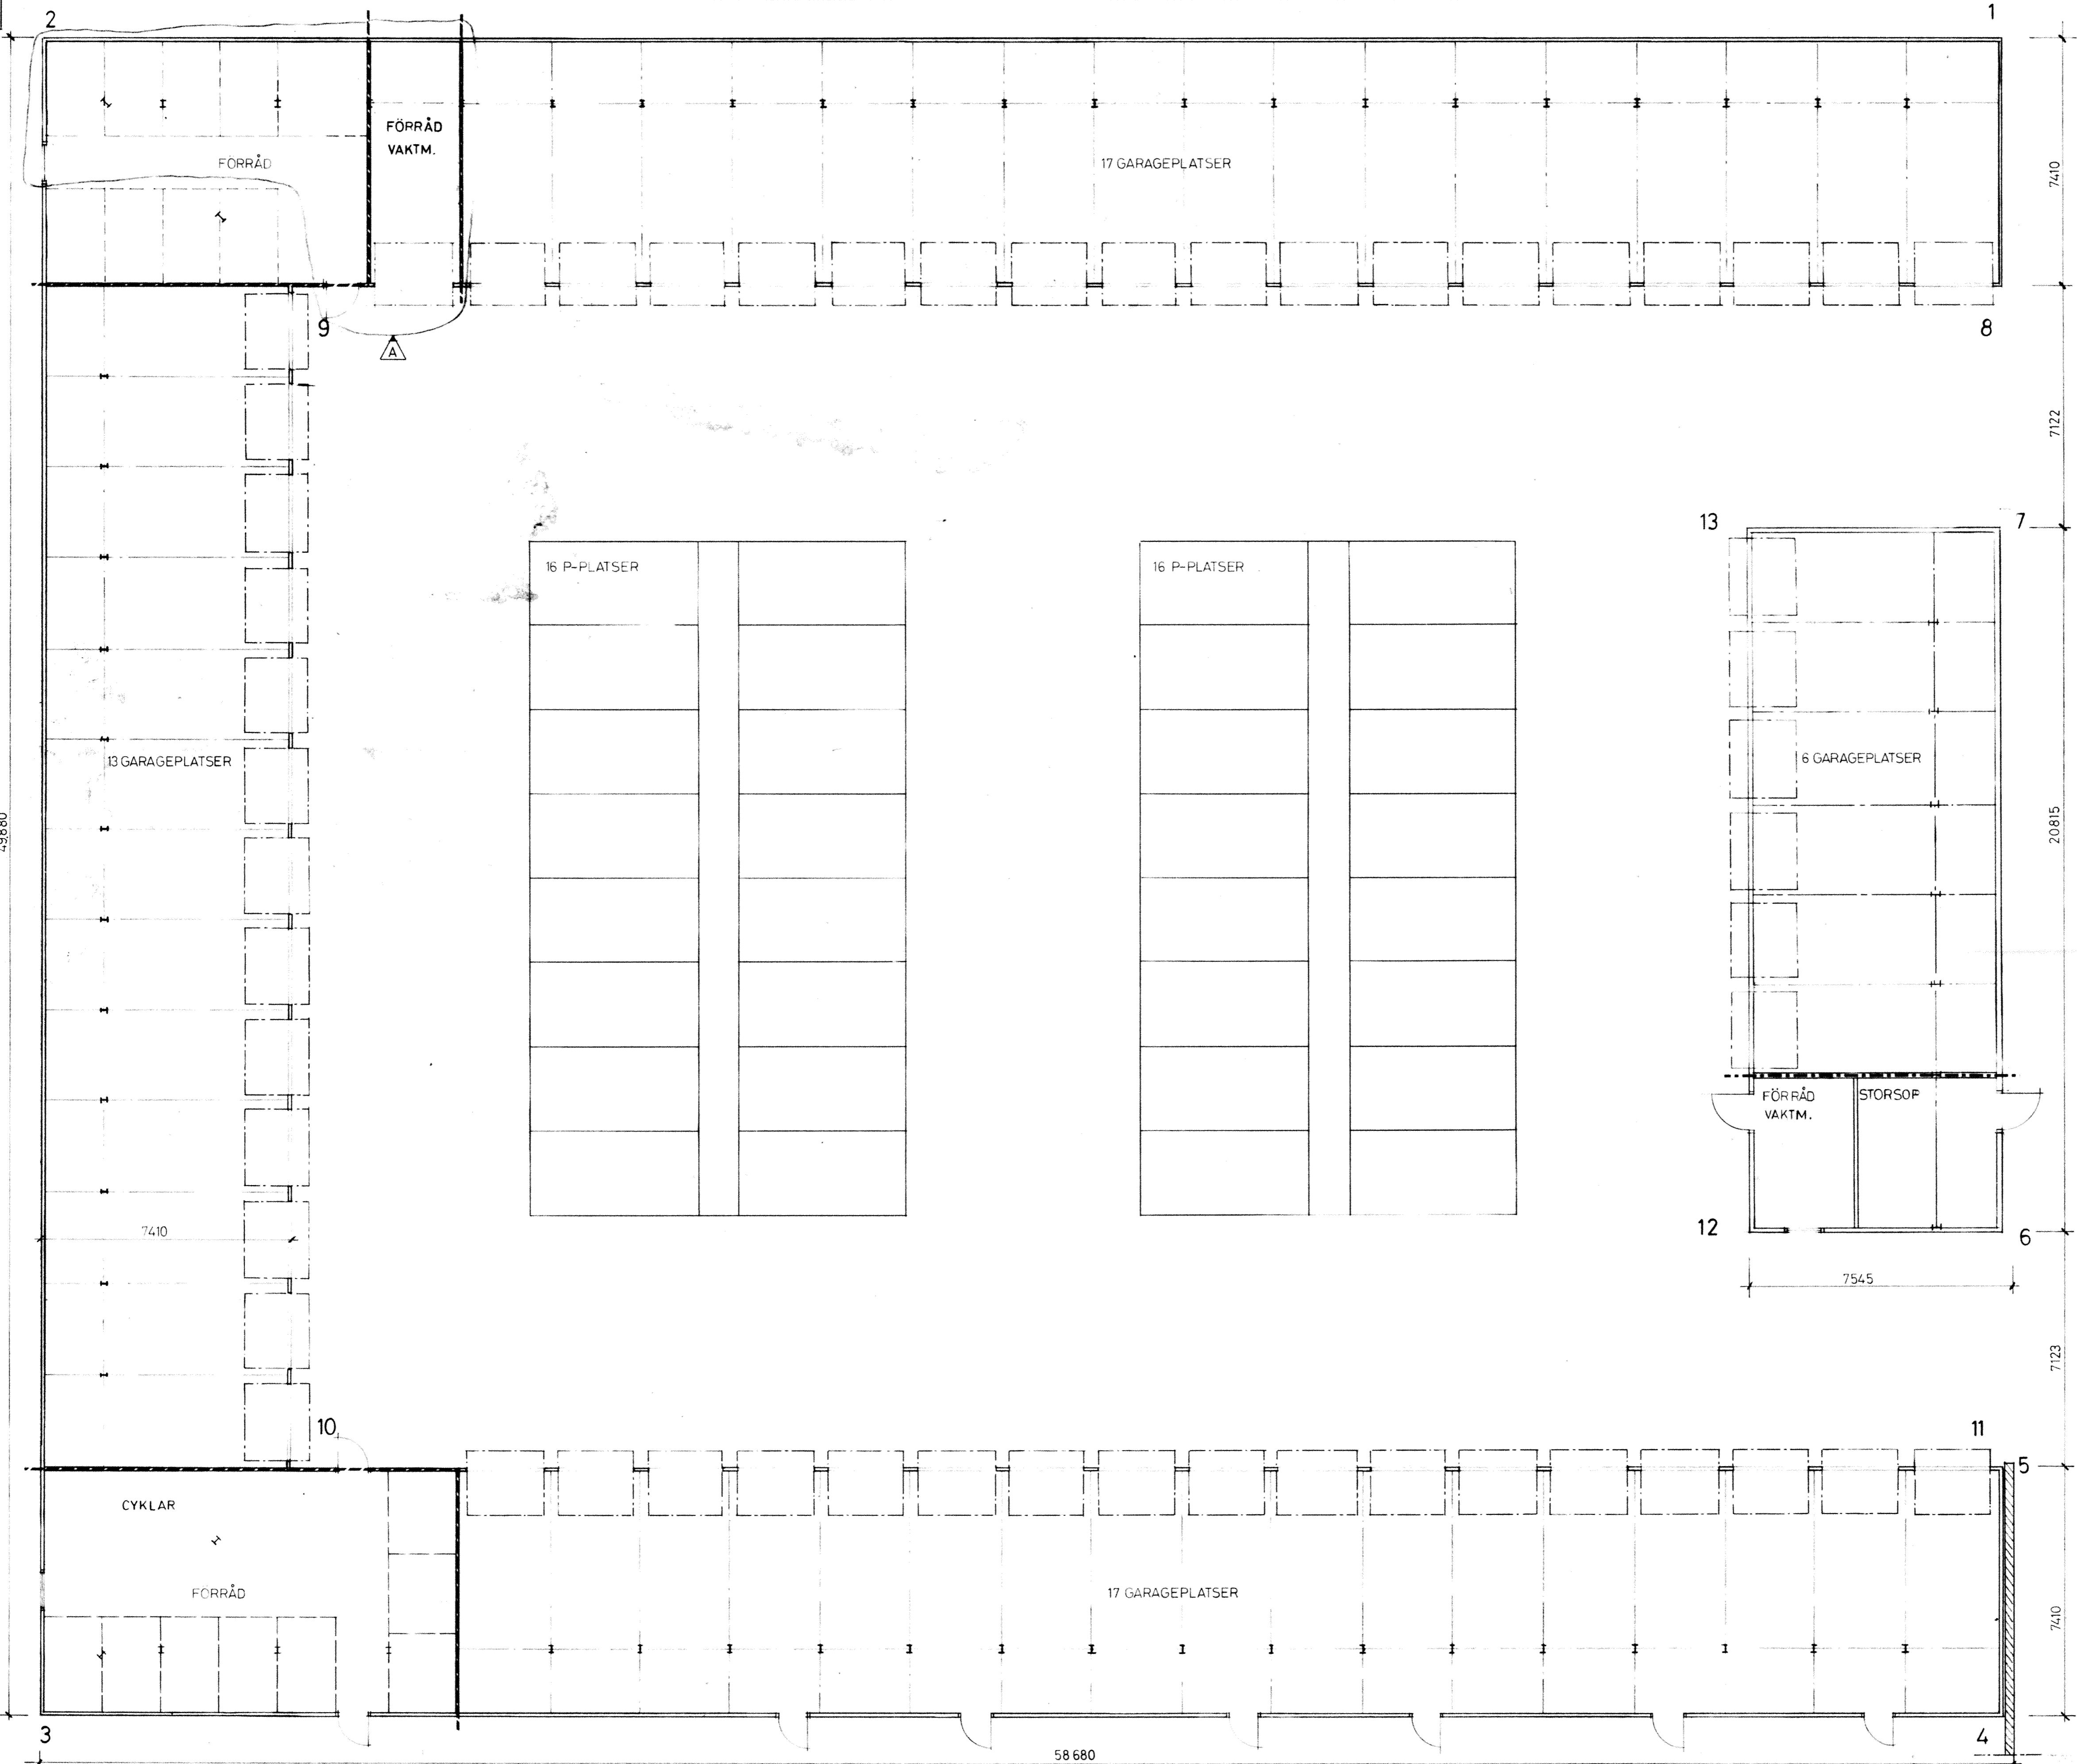 2
1
FÖRRÅD
VAKTM.
FÖRRÅD
17 GARAGEPLATSER
7410
9
A
8
7122
13
7
16 P-PLATSER
16 P-PLATSER
13 GARAGEPLATSER
6 GARAGEPLATSER
49880
20815
FÖRRÅD
VAKTM.
STORSOP
7410
12
6
7545
7123
10
11
5
CYKLAR
FÖRRÅD
17 GARAGEPLATSER
7410
3
4
58 680